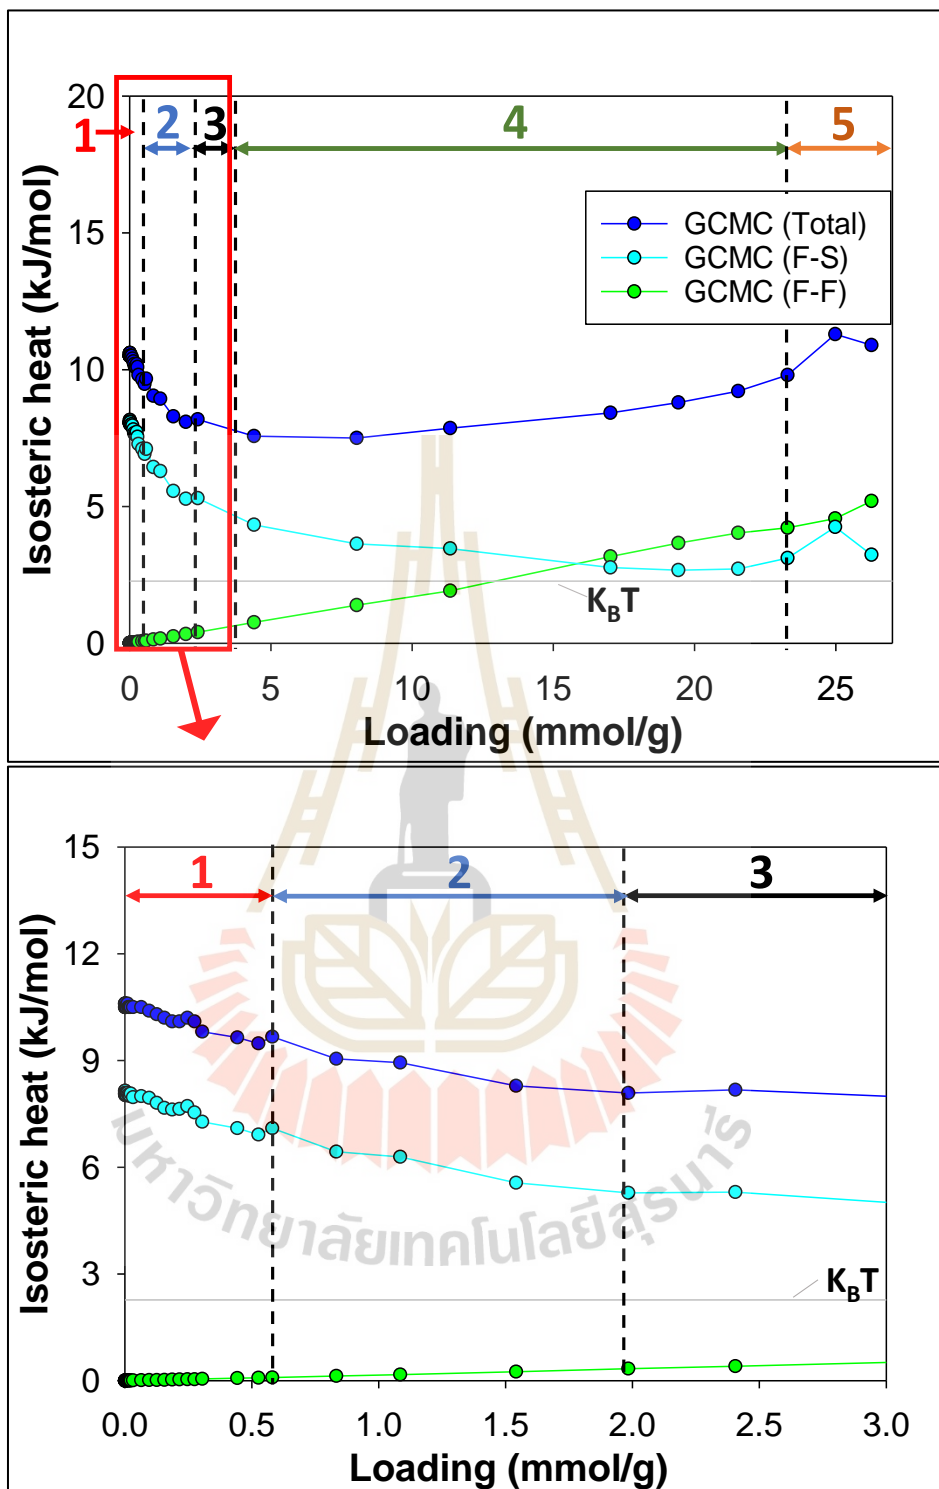 20
15
10
5
0
Isosteric heat (kJ/mol)
1
2
3
4
5
GCMC (Total)
GCMC (F-S)
GCMC (F-F)
KBT
0 5 10 15 20 25
Loading (mmol/g)
15
12
9
6
3
0
Isosteric heat (kJ/mol)
1
2
3
KBT
มหาวิทยาลัยเทคโนโลยีสุรนารี
0.0 0.5 1.0 1.5 2.0 2.5 3.0
Loading (mmol/g)